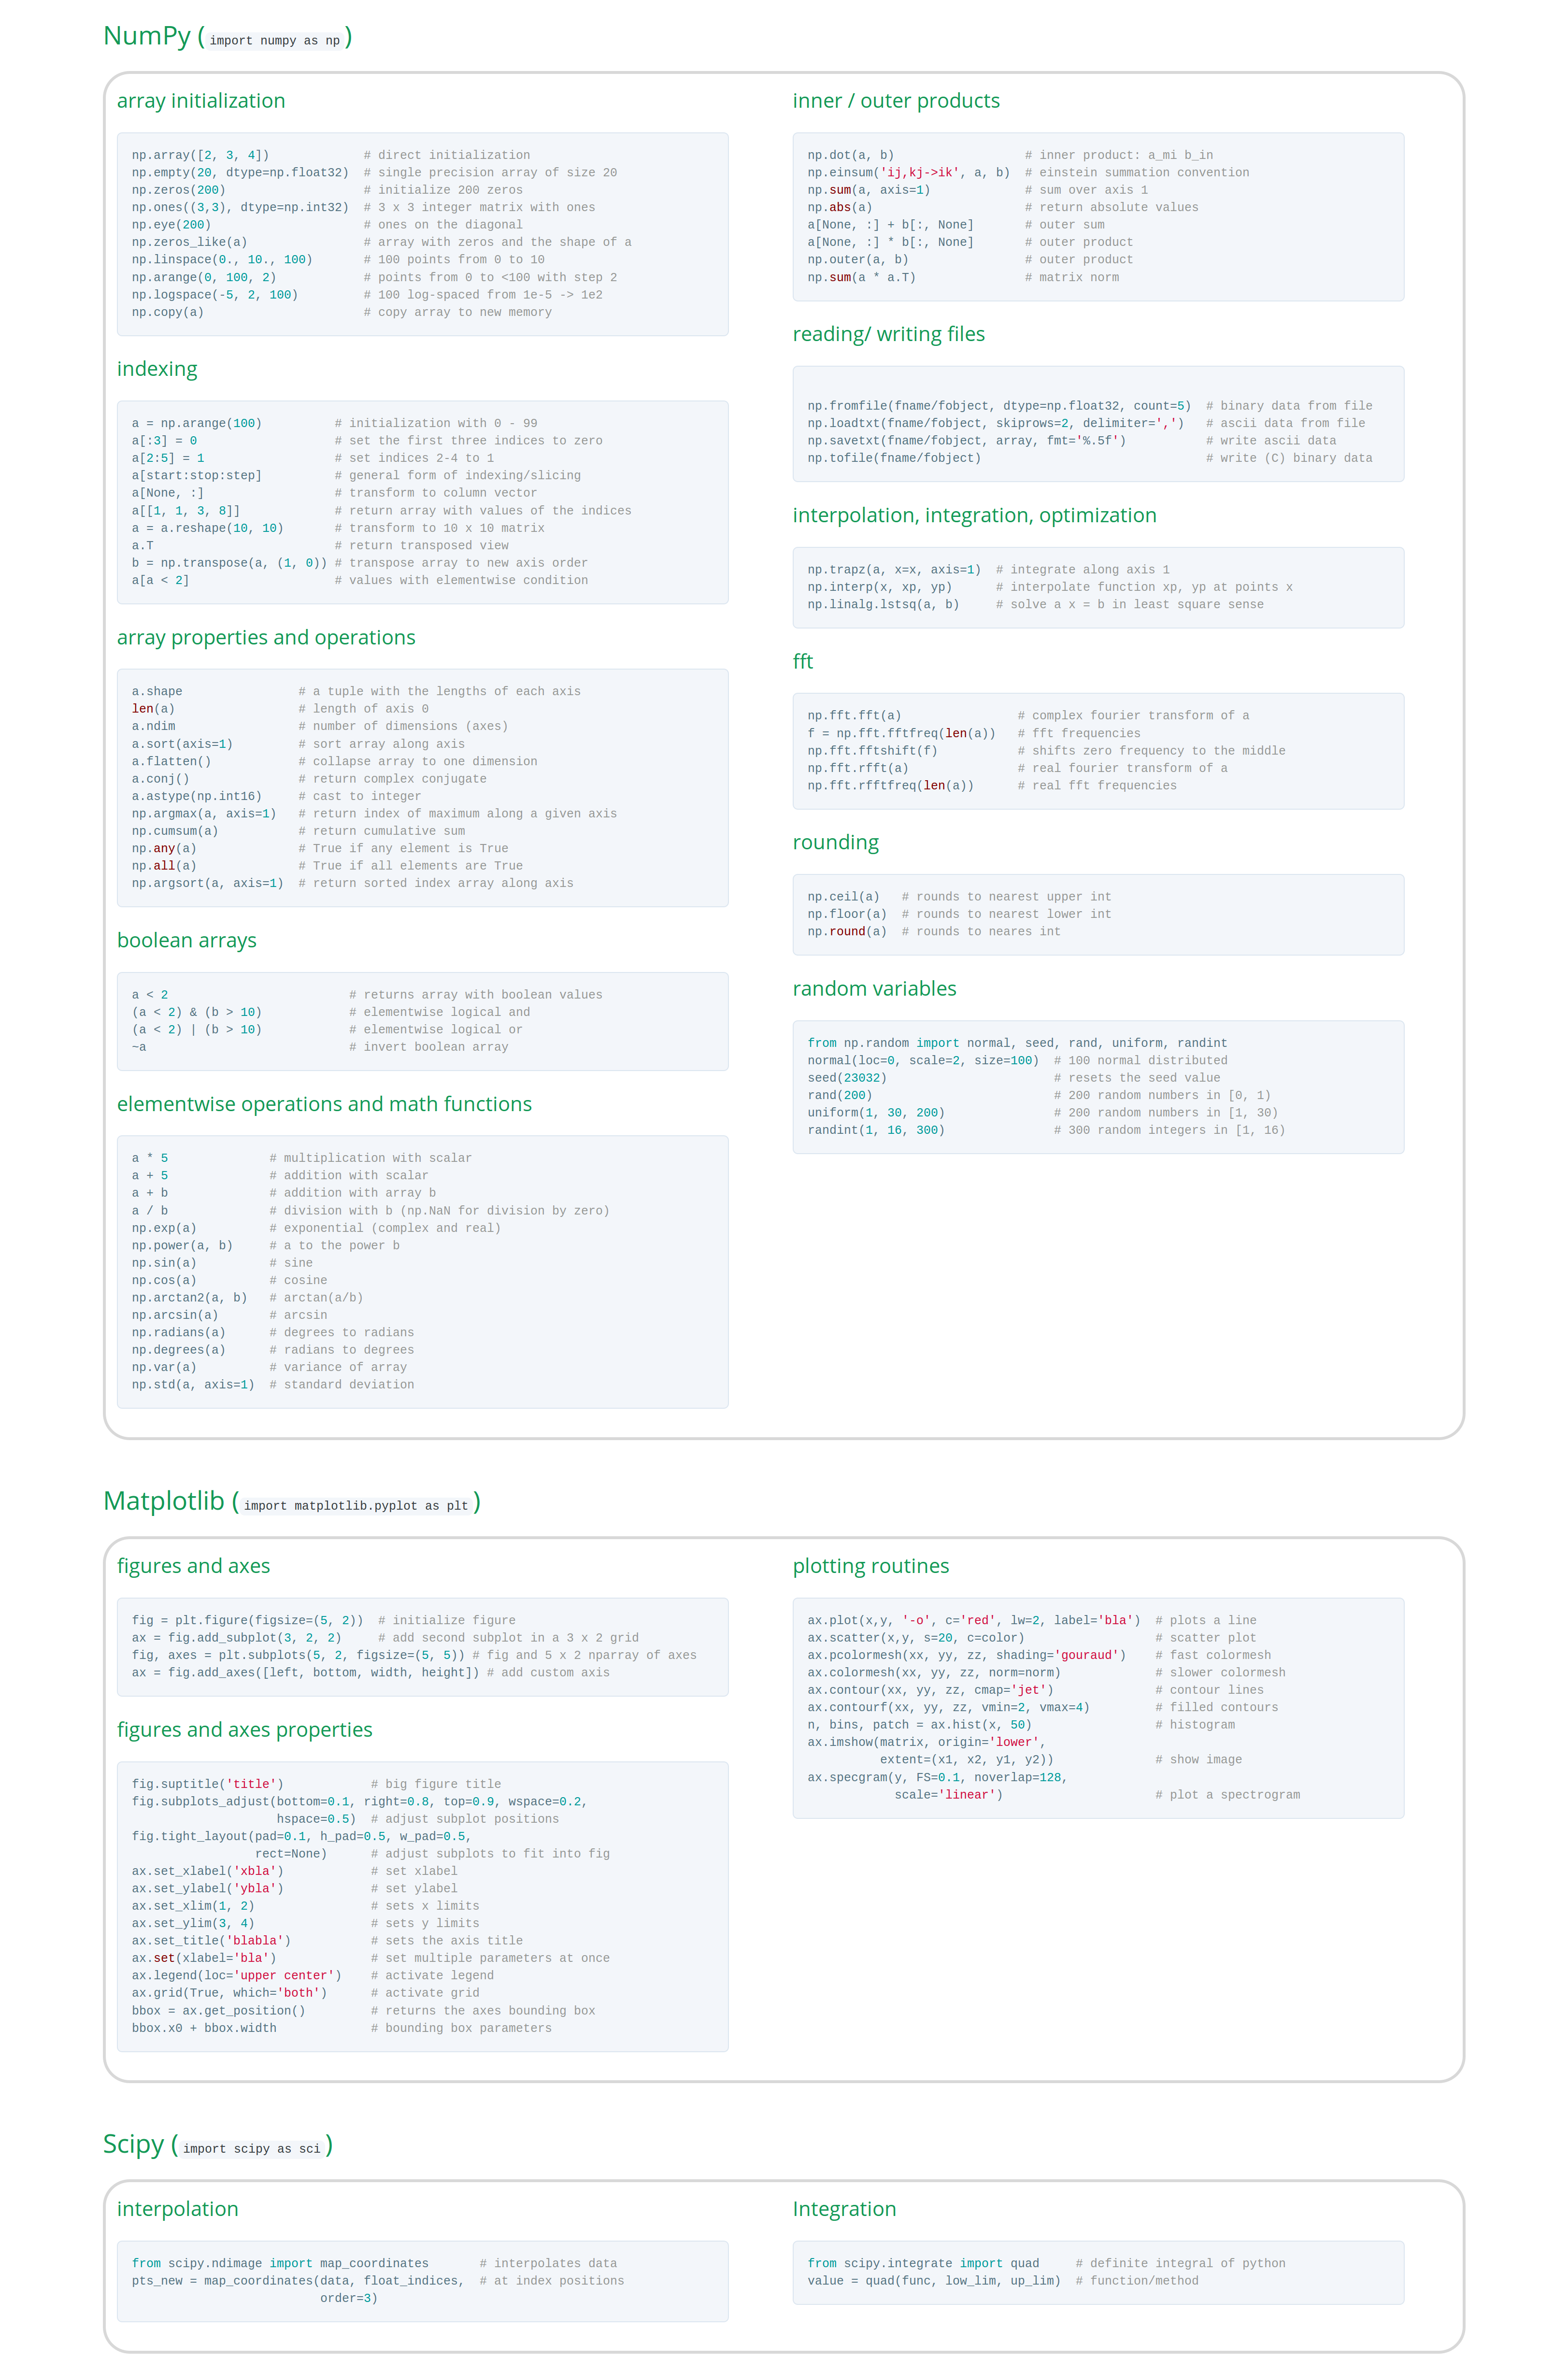 NumPy (import numpy as np)
array initialization
np.array([2, 3, 4])             # direct initialization
np.empty(20, dtype=np.float32)  # single precision array of size 20
np.zeros(200)                   # initialize 200 zeros
np.ones((3,3), dtype=np.int32)  # 3 x 3 integer matrix with ones
np.eye(200)                     # ones on the diagonal
np.zeros_like(a)                # array with zeros and the shape of a
np.linspace(0., 10., 100)       # 100 points from 0 to 10
np.arange(0, 100, 2)            # points from 0 to <100 with step 2
np.logspace(-5, 2, 100)         # 100 log-spaced from 1e-5 -> 1e2
np.copy(a)                      # copy array to new memory
indexing
a = np.arange(100)          # initialization with 0 - 99
a[:3] = 0                   # set the first three indices to zero
a[2:5] = 1                  # set indices 2-4 to 1
a[start:stop:step]          # general form of indexing/slicing
a[None, :]                  # transform to column vector
a[[1, 1, 3, 8]]             # return array with values of the indices
a = a.reshape(10, 10)       # transform to 10 x 10 matrix
a.T                         # return transposed view
b = np.transpose(a, (1, 0)) # transpose array to new axis order
a[a < 2]                    # values with elementwise condition
array properties and operations
a.shape                # a tuple with the lengths of each axis
len(a)                 # length of axis 0
a.ndim                 # number of dimensions (axes)
a.sort(axis=1)         # sort array along axis
a.flatten()            # collapse array to one dimension
a.conj()               # return complex conjugate
a.astype(np.int16)     # cast to integer
np.argmax(a, axis=1)   # return index of maximum along a given axis
np.cumsum(a)           # return cumulative sum
np.any(a)              # True if any element is True
np.all(a)              # True if all elements are True
np.argsort(a, axis=1)  # return sorted index array along axis
boolean arrays
a < 2                         # returns array with boolean values
(a < 2) & (b > 10)            # elementwise logical and
(a < 2) | (b > 10)            # elementwise logical or
~a                            # invert boolean array
elementwise operations and math functions
a * 5              # multiplication with scalar
a + 5              # addition with scalar
a + b              # addition with array b
a / b              # division with b (np.NaN for division by zero)
np.exp(a)          # exponential (complex and real)
np.power(a, b)     # a to the power b
np.sin(a)          # sine
np.cos(a)          # cosine
np.arctan2(a, b)   # arctan(a/b)
np.arcsin(a)       # arcsin
np.radians(a)      # degrees to radians
np.degrees(a)      # radians to degrees
np.var(a)          # variance of array
np.std(a, axis=1)  # standard deviation
inner / outer products
np.dot(a, b)                  # inner product: a_mi b_in
np.einsum('ij,kj->ik', a, b)  # einstein summation convention
np.sum(a, axis=1)             # sum over axis 1
np.abs(a)                     # return absolute values
a[None, :] + b[:, None]       # outer sum
a[None, :] * b[:, None]       # outer product
np.outer(a, b)                # outer product
np.sum(a * a.T)               # matrix norm
reading/ writing files
np.fromfile(fname/fobject, dtype=np.float32, count=5)  # binary data from file
np.loadtxt(fname/fobject, skiprows=2, delimiter=',')   # ascii data from file
np.savetxt(fname/fobject, array, fmt='%.5f')           # write ascii data
np.tofile(fname/fobject)                               # write (C) binary data
interpolation, integration, optimization
np.trapz(a, x=x, axis=1)  # integrate along axis 1
np.interp(x, xp, yp)      # interpolate function xp, yp at points x
np.linalg.lstsq(a, b)     # solve a x = b in least square sense
fft
np.fft.fft(a)                # complex fourier transform of a
f = np.fft.fftfreq(len(a))   # fft frequencies
np.fft.fftshift(f)           # shifts zero frequency to the middle
np.fft.rfft(a)               # real fourier transform of a
np.fft.rfftfreq(len(a))      # real fft frequencies
rounding
np.ceil(a)   # rounds to nearest upper int
np.floor(a)  # rounds to nearest lower int
np.round(a)  # rounds to neares int
random variables
from np.random import normal, seed, rand, uniform, randint
normal(loc=0, scale=2, size=100)  # 100 normal distributed
seed(23032)                       # resets the seed value
rand(200)                         # 200 random numbers in [0, 1)
uniform(1, 30, 200)               # 200 random numbers in [1, 30)
randint(1, 16, 300)               # 300 random integers in [1, 16)
Matplotlib (import matplotlib.pyplot as plt)
figures and axes
fig = plt.figure(figsize=(5, 2))  # initialize figure
ax = fig.add_subplot(3, 2, 2)     # add second subplot in a 3 x 2 grid
fig, axes = plt.subplots(5, 2, figsize=(5, 5)) # fig and 5 x 2 nparray of axes
ax = fig.add_axes([left, bottom, width, height]) # add custom axis
figures and axes properties
fig.suptitle('title')            # big figure title
fig.subplots_adjust(bottom=0.1, right=0.8, top=0.9, wspace=0.2,
                    hspace=0.5)  # adjust subplot positions
fig.tight_layout(pad=0.1, h_pad=0.5, w_pad=0.5,
                 rect=None)      # adjust subplots to fit into fig
ax.set_xlabel('xbla')            # set xlabel
ax.set_ylabel('ybla')            # set ylabel
ax.set_xlim(1, 2)                # sets x limits
ax.set_ylim(3, 4)                # sets y limits
ax.set_title('blabla')           # sets the axis title
ax.set(xlabel='bla')             # set multiple parameters at once
ax.legend(loc='upper center')    # activate legend
ax.grid(True, which='both')      # activate grid
bbox = ax.get_position()         # returns the axes bounding box
bbox.x0 + bbox.width             # bounding box parameters
plotting routines
ax.plot(x,y, '-o', c='red', lw=2, label='bla')  # plots a line
ax.scatter(x,y, s=20, c=color)                  # scatter plot
ax.pcolormesh(xx, yy, zz, shading='gouraud')    # fast colormesh
ax.colormesh(xx, yy, zz, norm=norm)             # slower colormesh
ax.contour(xx, yy, zz, cmap='jet')              # contour lines
ax.contourf(xx, yy, zz, vmin=2, vmax=4)         # filled contours
n, bins, patch = ax.hist(x, 50)                 # histogram
ax.imshow(matrix, origin='lower',
          extent=(x1, x2, y1, y2))              # show image
ax.specgram(y, FS=0.1, noverlap=128,
            scale='linear')                     # plot a spectrogram
Scipy (import scipy as sci)
interpolation
from scipy.ndimage import map_coordinates       # interpolates data
pts_new = map_coordinates(data, float_indices,  # at index positions
                          order=3)
Integration
from scipy.integrate import quad     # definite integral of python
value = quad(func, low_lim, up_lim)  # function/method